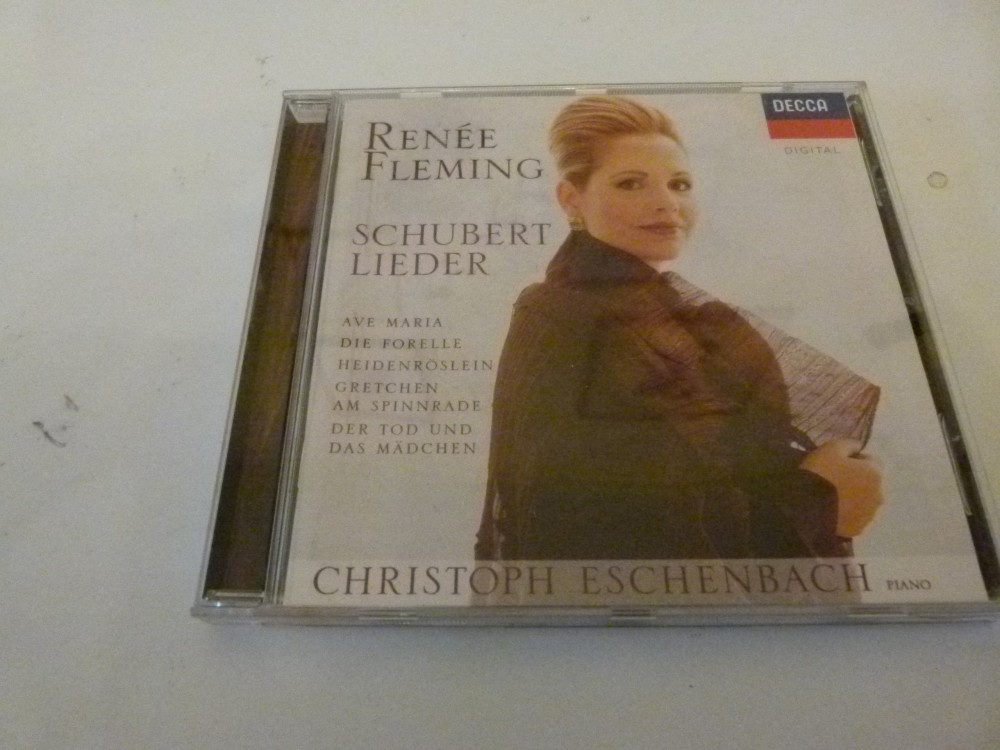 RENÉE
FLEMING
DECCA
DIGITAL
SCHUBERT
LIEDER
AVE MARIA
DIE FORELLE
HEIDENRÖSLEIN
GRETCHEN
AM SPINNRADE
DER TOD UND
DAS MÄDCHEN
CHRISTOPH ESCHENBACH PIANO